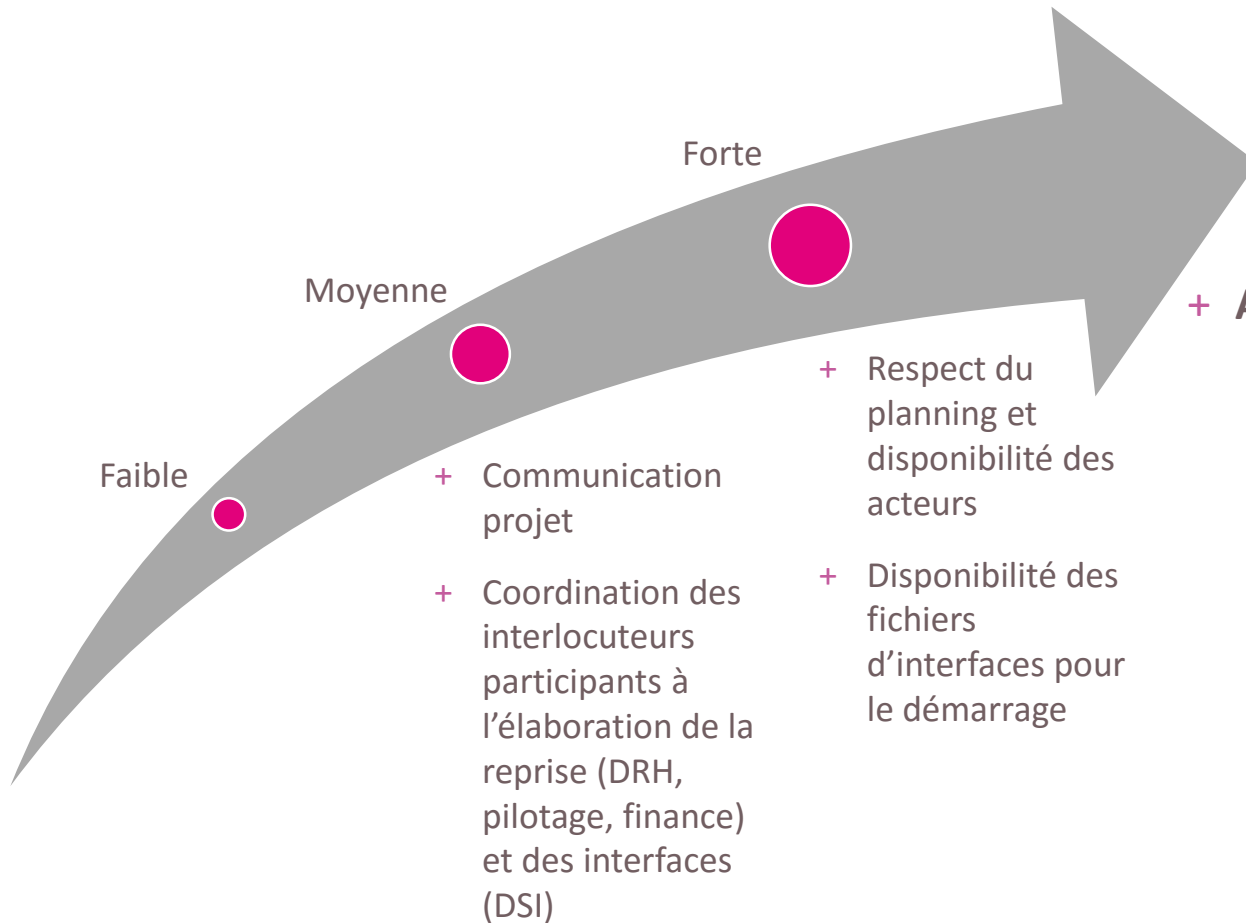 Forte
Moyenne
Faible
+ Communication
projet
+ Coordination des
interlocuteurs
participants à
l’élaboration de la
reprise (DRH,
pilotage, finance)
et des interfaces
(DSI)
+ Respect du
planning et
disponibilité des
acteurs
+ Disponibilité des
fichiers
d’interfaces pour
le démarrage
+